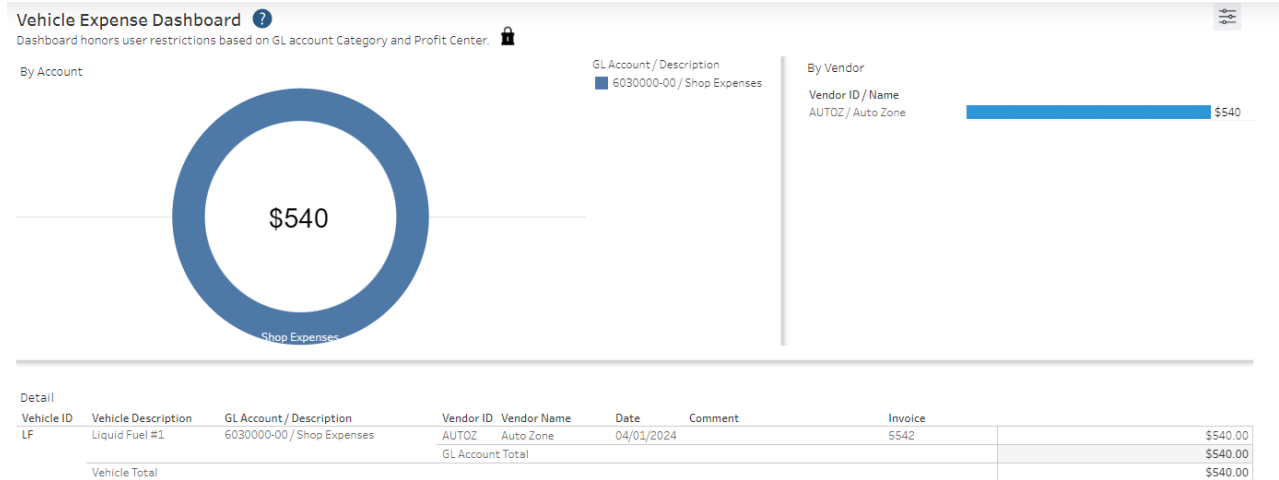 Vehicle Expense Dashboard ?
Dashboard honors user restrictions based on GL account Category and Profit Center.
By Account
$540
Shop Expenses
GL Account / Description
6030000-00 / Shop Expenses
By Vendor
Vendor ID / Name
AUTOZ / Auto Zone $540
Detail
Vehicle ID Vehicle Description GL Account / Description Vendor ID Vendor Name Date Comment Invoice
LF Liquid Fuel #1 6030000-00 / Shop Expenses AUTOZ Auto Zone 04/01/2024 5542 $540.00
GL Account Total $540.00
Vehicle Total $540.00